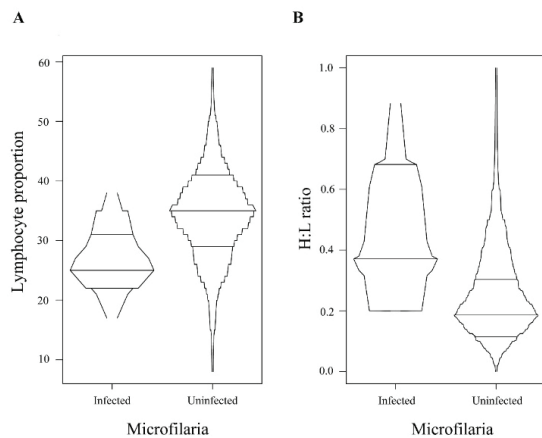 A
Lymphocyte proportion
60
50
40
30
20
10
Infected
Uninfected
Microfilaria
B
H:L ratio
1.0
0.8
0.6
0.4
0.2
0.0
Infected
Uninfected
Microfilaria